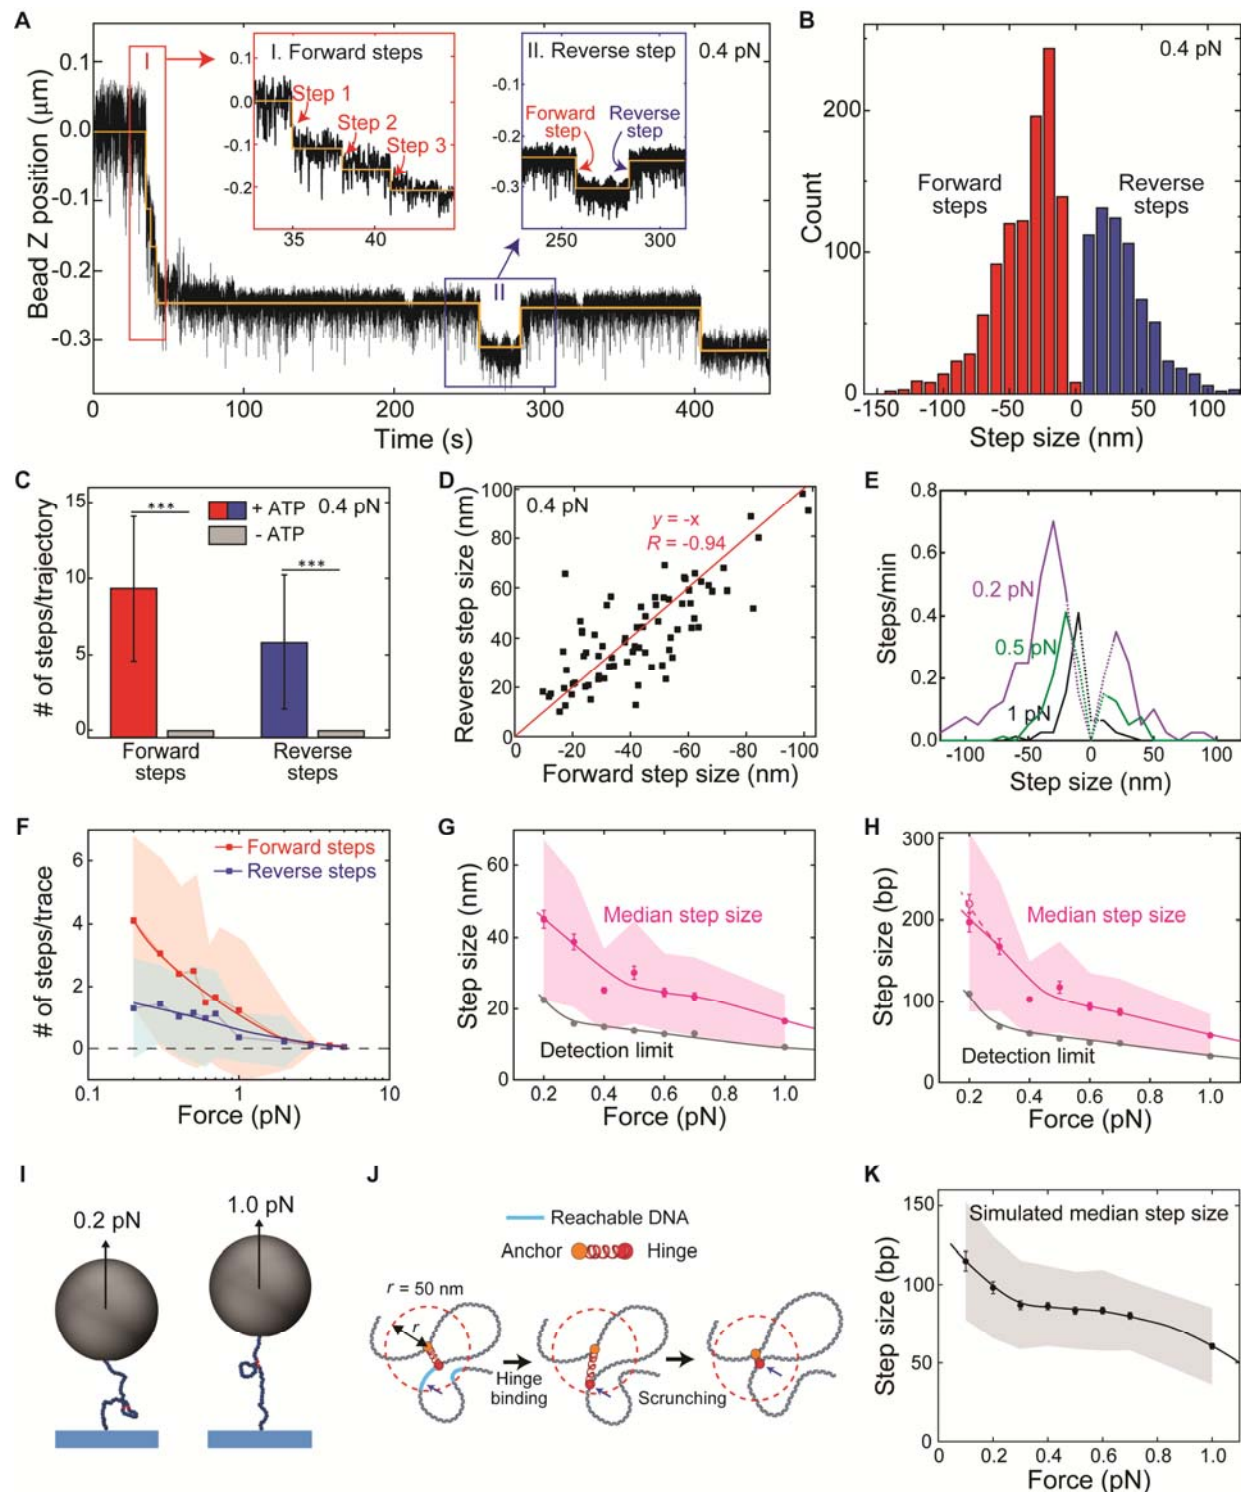 A
0.4 pN
I
I. Forward steps
II. Reverse step
Step 1
Step 2
Step 3
Forward
step
Reverse
step
0.0
-0.1
-0.2
35
40
-0.1
-0.2
-0.3
250
300
II
Bead Z position (µm)
0.1
0.0
-0.1
-0.2
-0.3
0
100
200
300
400
Time (s)
B
0.4 pN
Forward
steps
Reverse
steps
Count
200
100
0
-150
-100
-50
0
50
100
Step size (nm)
C
***
***
+ ATP
- ATP
0.4 pN
# of steps/trajectory
15
10
5
0
Forward
steps
Reverse
steps
D
0.4 pN
y = -x
R = -0.94
Reverse step size (nm)
100
80
60
40
20
0
0
-20
-40
-60
-80
-100
Forward step size (nm)
E
0.2 pN
0.5 pN
1 pN
Steps/min
0.8
0.6
0.4
0.2
0
-100
-50
0
50
100
Step size (nm)
F
Forward steps
Reverse steps
# of steps/trace
6
4
2
0
0.1
1
10
Force (pN)
G
Median step size
Detection limit
Step size (nm)
60
40
20
0
0.2
0.4
0.6
0.8
1.0
Force (pN)
H
Median step size
Detection limit
Step size (bp)
300
200
100
0
0.2
0.4
0.6
0.8
1.0
Force (pN)
I
0.2 pN
1.0 pN
J
Reachable DNA
Anchor
Hinge
r = 50 nm
r
Hinge
binding
Scrunching
K
Simulated median step size
Step size (bp)
150
100
50
0
0
0.2
0.4
0.6
0.8
1.0
Force (pN)